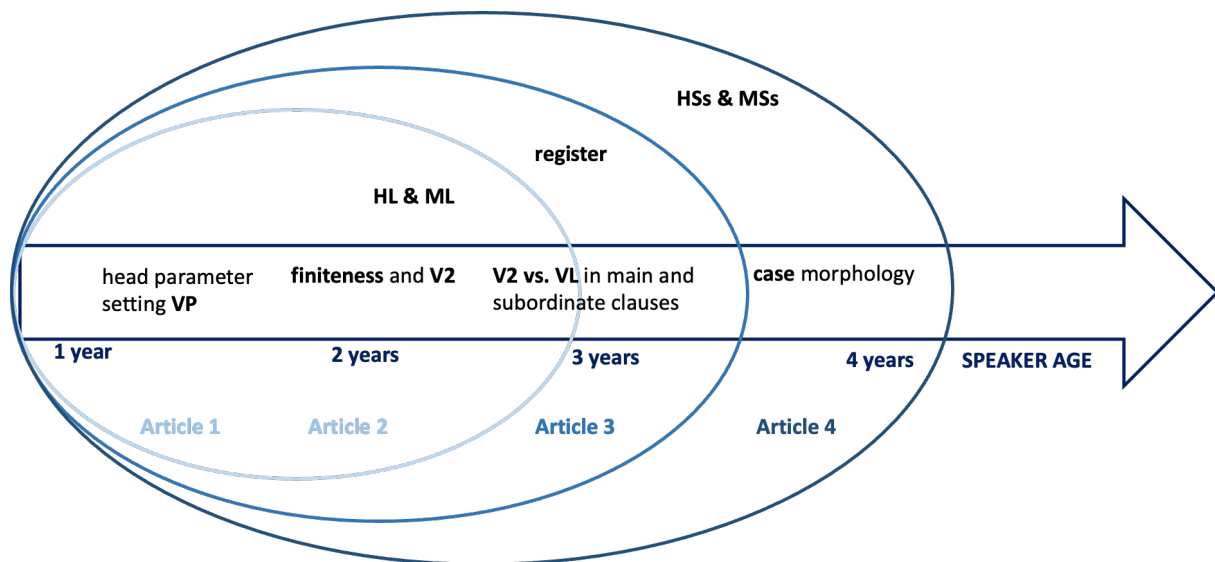 HSs & MSs
register
HL & ML
head parameter
setting VP
finiteness and V2
V2 vs. VL in main and
subordinate clauses
case morphology
1 year
2 years
3 years
4 years
SPEAKER AGE
Article 1
Article 2
Article 3
Article 4